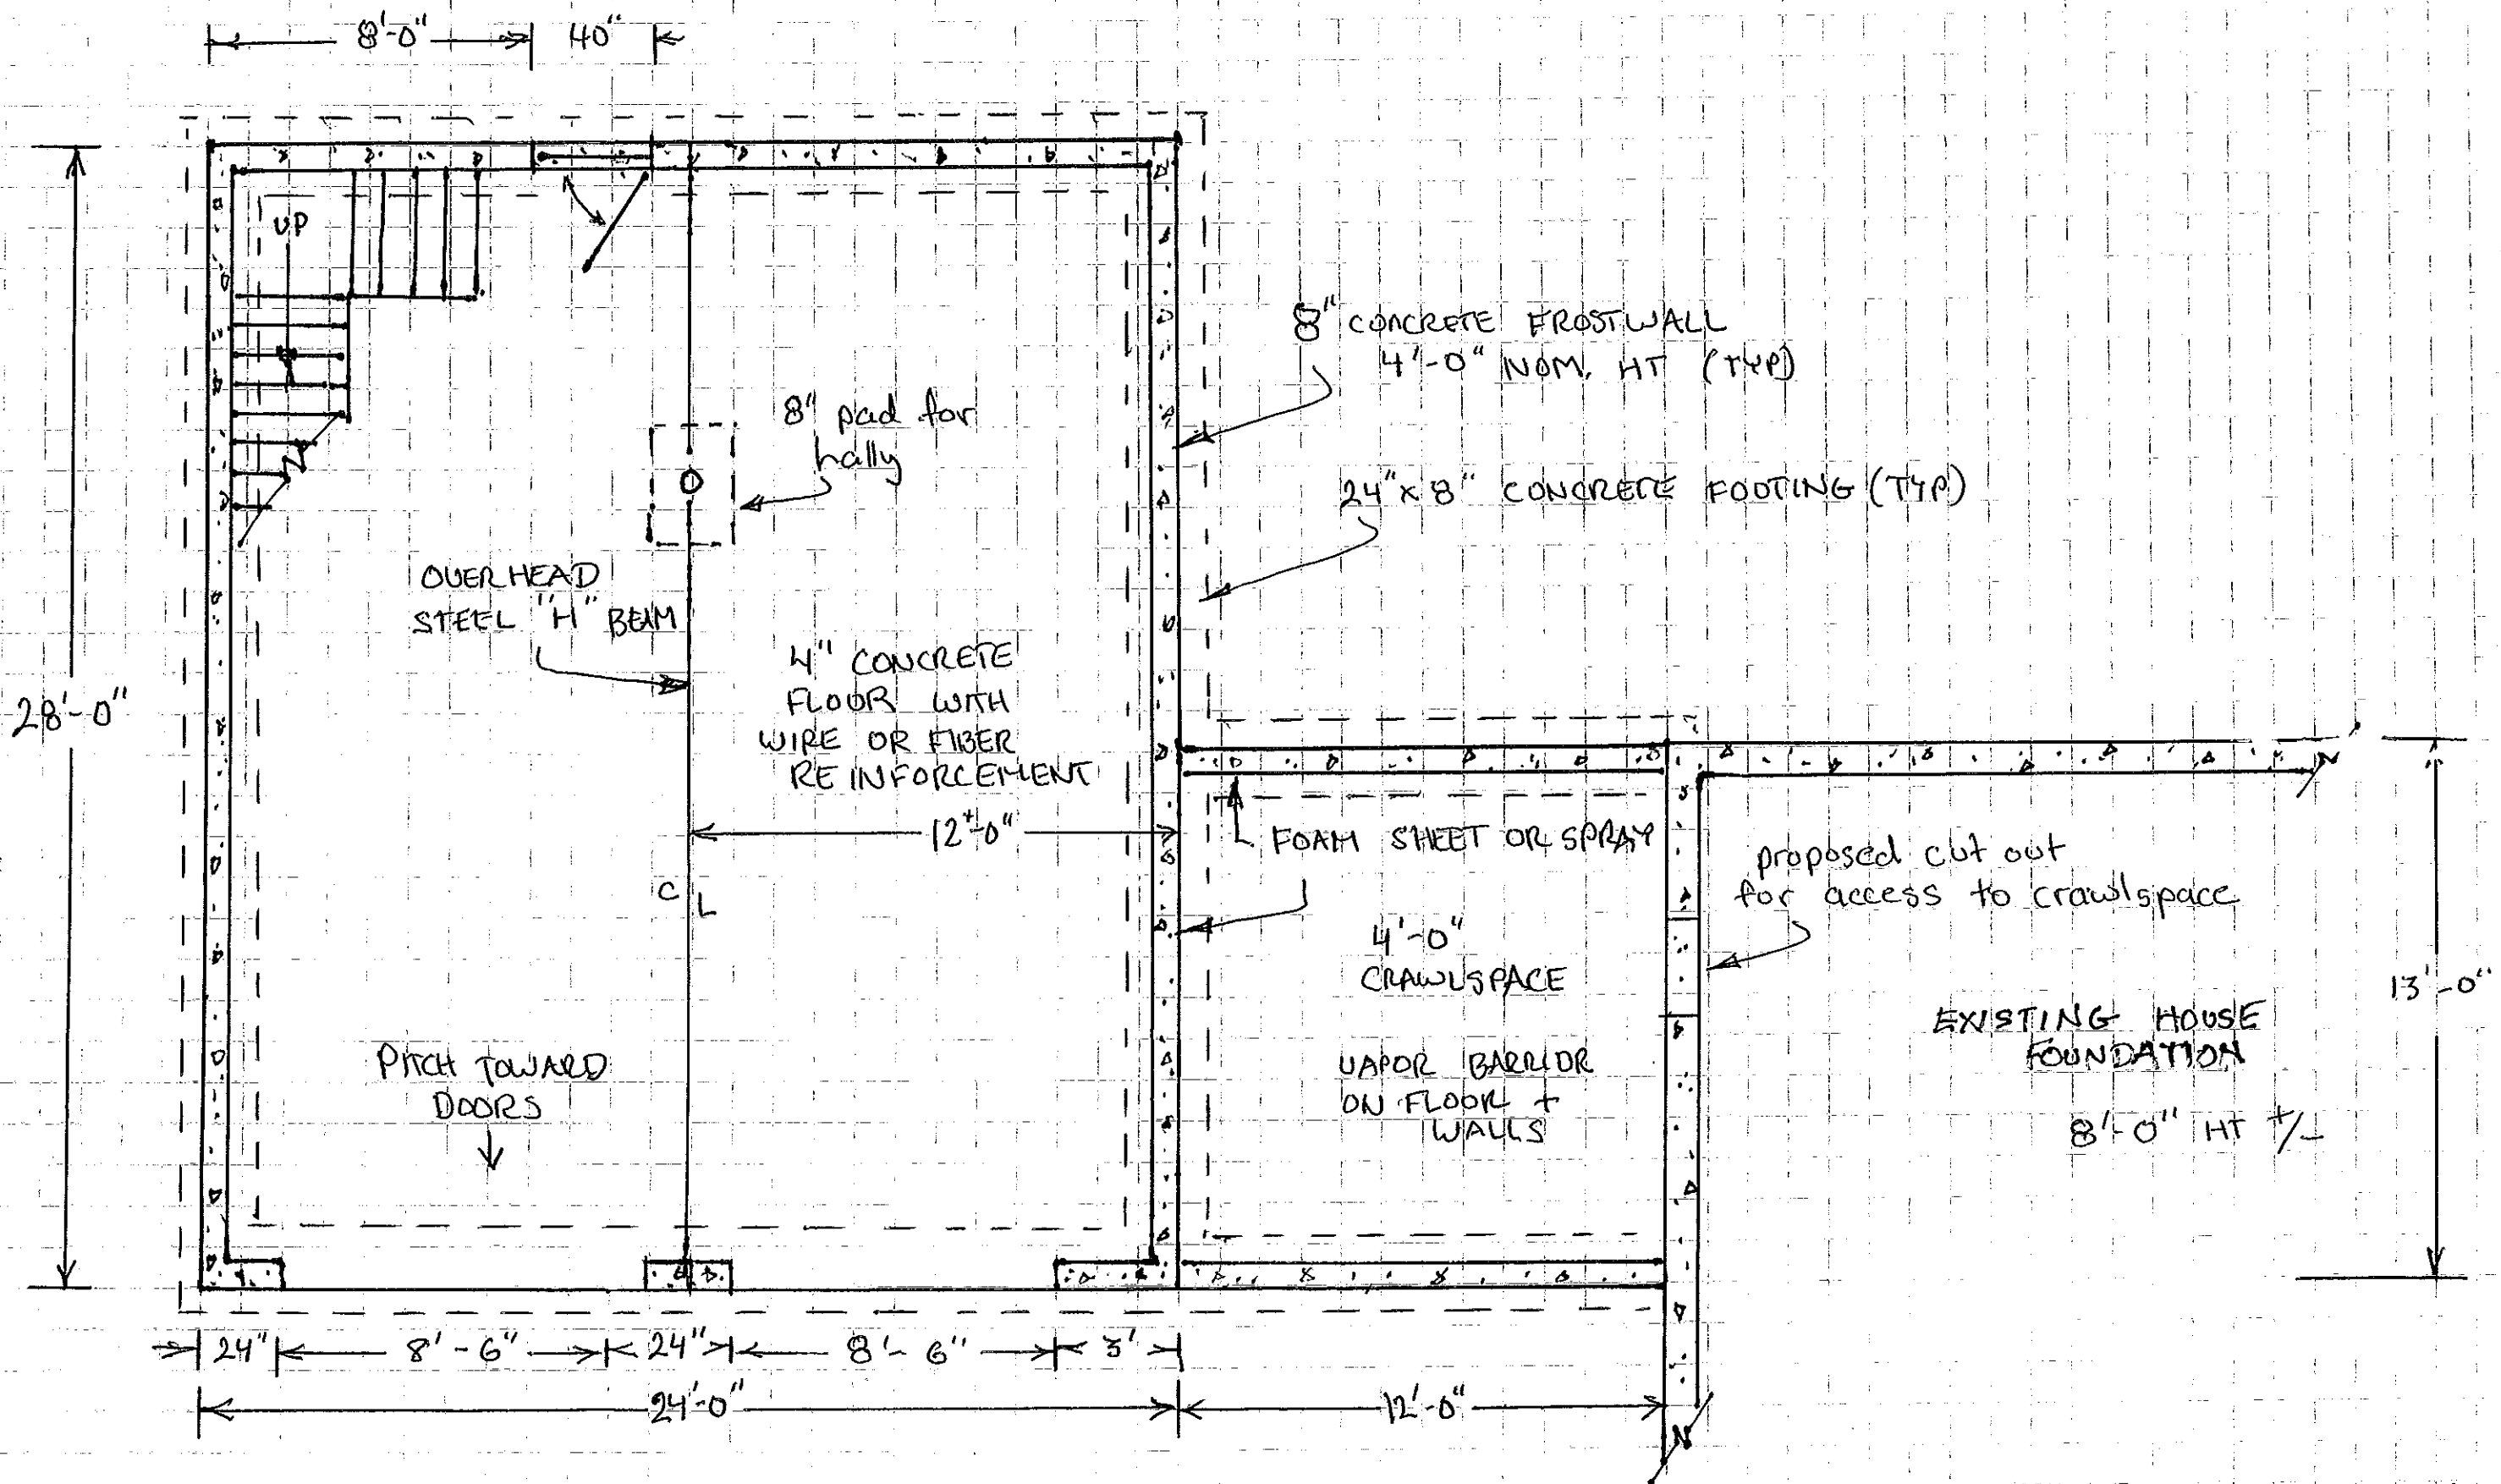 8'-0" 40"
UP
8" CONCRETE FROSTWALL
4'-0" NOM. HT (TYP)
8" pad for
lally
24" x 8" CONCRETE FOOTING (TYP)
OVERHEAD
STEEL "H" BEAM
4" CONCRETE
FLOOR WITH
WIRE OR FIBER
REINFORCEMENT
28'-0"
12'-0"
FOAM SHEET OR SPRAY
proposed cut out
for access to crawlspace
C L
4'-0"
CRAWLSPACE
13'-0"
EXISTING HOUSE
FOUNDATION
8'-0" HT +/-
PITCH TOWARD
DOORS
VAPOR BARRIOR
ON FLOOR +
WALLS
24" 8'-6" 24" 8'-6" 3'
24'-0" 12'-0"